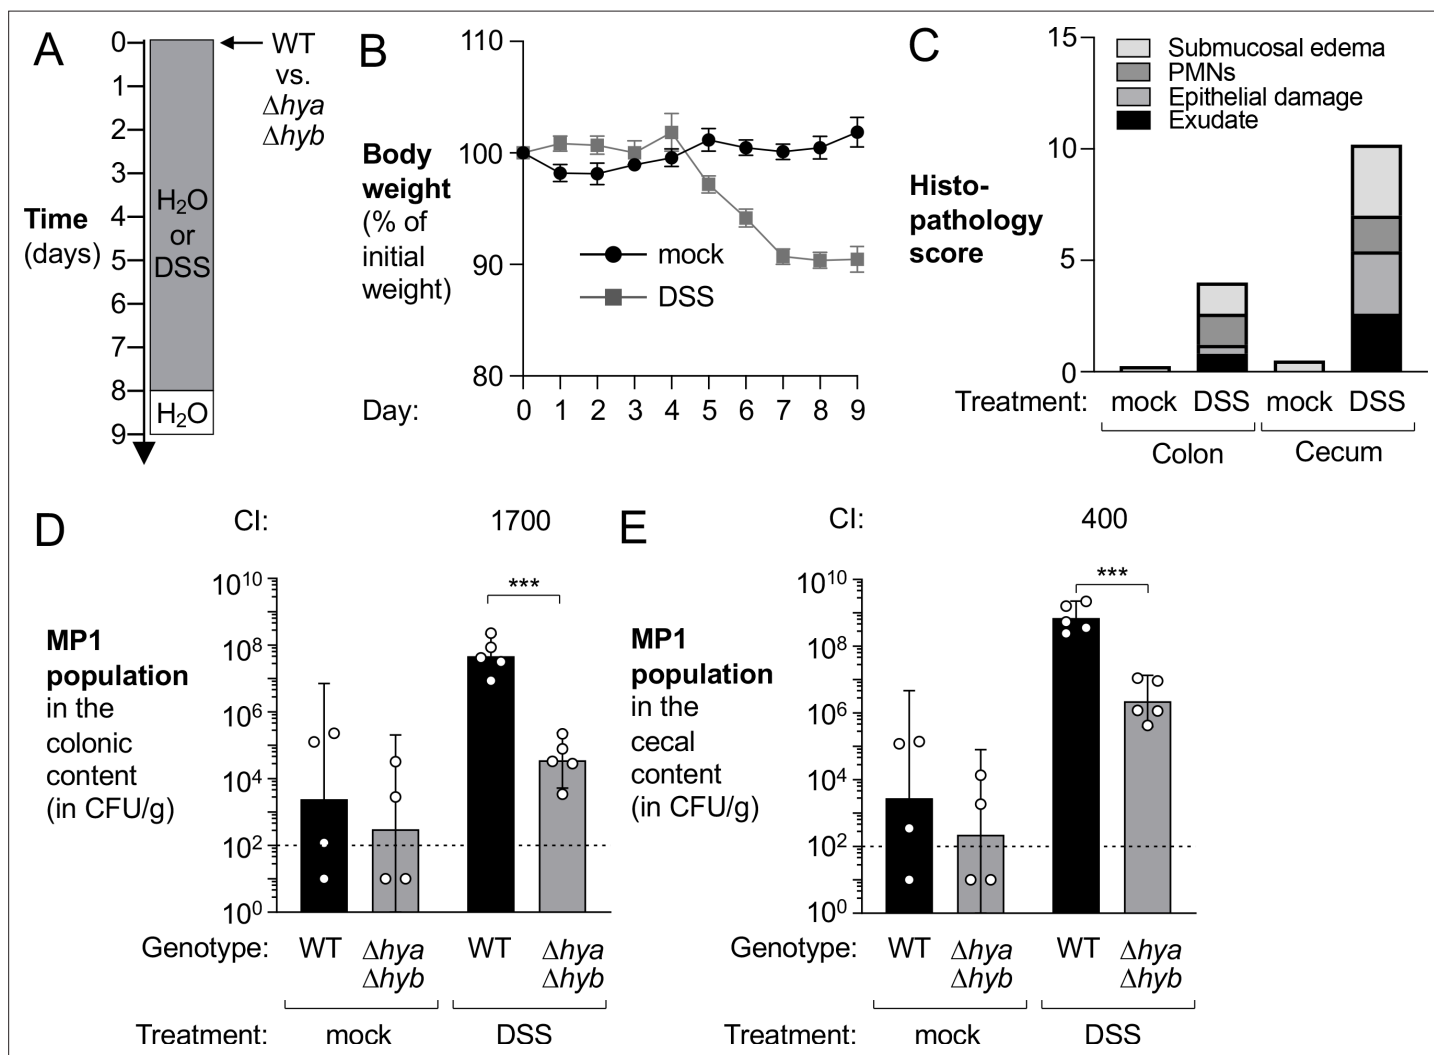 A
0
1
2
3
4
5
6
7
8
9
Time
(days)
H2O
or
DSS
H2O
WT
vs.
Δhya
Δhyb
B
110
100
90
80
Body
weight
(% of
initial
weight)
mock
DSS
Day: 0 1 2 3 4 5 6 7 8 9
C
15
10
5
0
Histo-
pathology
score
Submucosal edema
PMNs
Epithelial damage
Exudate
Treatment: mock DSS mock DSS
Colon Cecum
D
CI: 1700
***
10^10
10^8
10^6
10^4
10^2
10^0
MP1
population
in the
colonic
content
(in CFU/g)
Genotype: WT Δhya WT Δhya
Δhyb Δhyb
Treatment: mock DSS
E
CI: 400
***
10^10
10^8
10^6
10^4
10^2
10^0
MP1
population
in the
cecal
content
(in CFU/g)
Genotype: WT Δhya WT Δhya
Δhyb Δhyb
Treatment: mock DSS